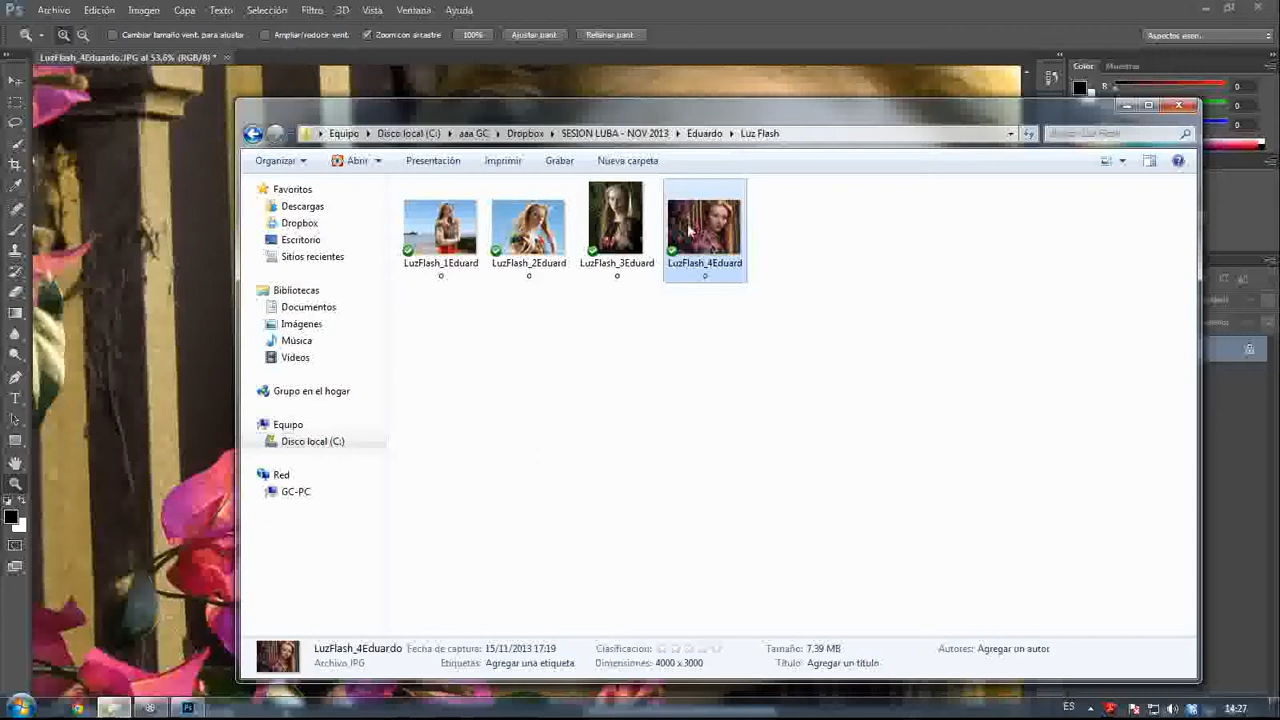 Ps Archivo Edición Imagen Capa Texto Selección Filtro 3D Vista Ventana Ayuda
Cambiar tamaño vent. para ajustar Ampliar/reducir vent. Zoom con arrastre 100% Ajustar pant. Rellenar pant. Aspectos esen...
LuzFlash_4Eduardo.JPG al 53,6% (RGB/8) *
Color Muestras
R 0
0
0
Equipo Disco local (C:) aaa GC Dropbox SESION LUBA - NOV 2013 Eduardo Luz Flash
Organizar Abrir Presentación Imprimir Grabar Nueva carpeta
Favoritos
Descargas
Dropbox
Escritorio
Sitios recientes
Bibliotecas
Documentos
Imágenes
Música
Vídeos
Grupo en el hogar
Equipo
Disco local (C:)
Red
GC-PC
LuzFlash_1Eduardo
LuzFlash_2Eduardo
LuzFlash_3Eduardo
LuzFlash_4Eduardo
LuzFlash_4Eduardo Fecha de captura: 15/11/2013 17:19 Clasificación: Tamaño: 7,39 MB Autores: Agregar un autor
Archivo JPG Etiquetas: Agregar una etiqueta Dimensiones: 4000 x 3000 Título: Agregar un título
ES 14:27